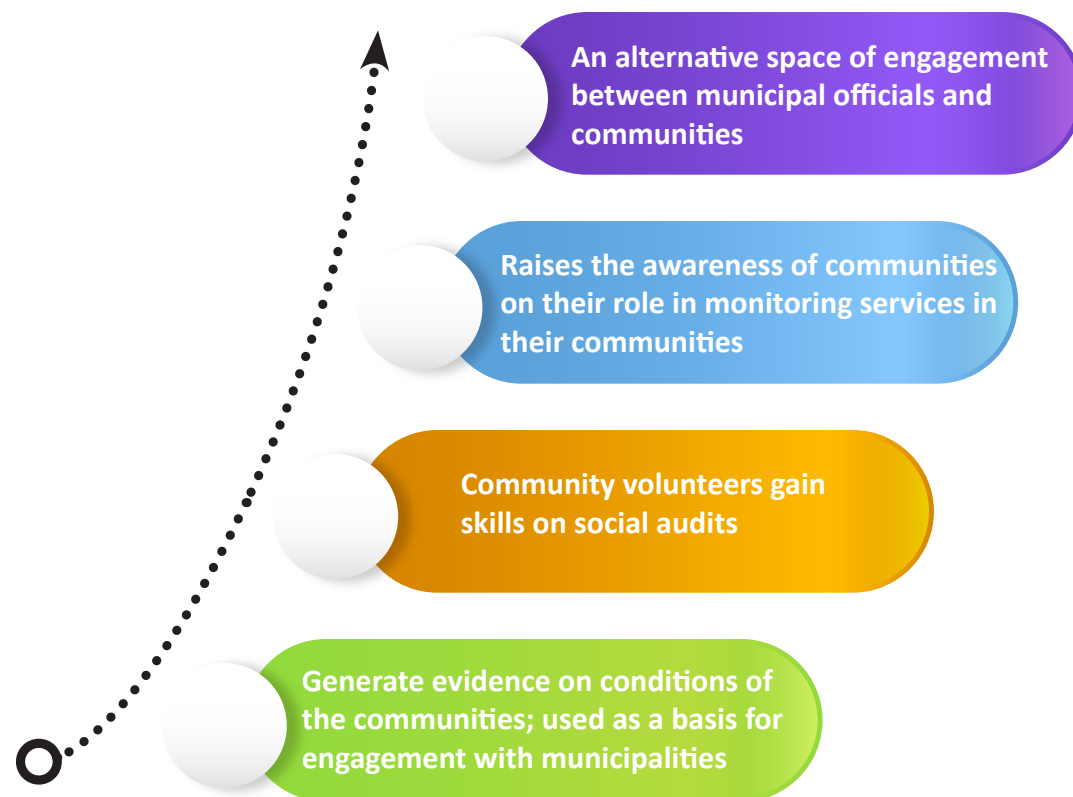 An alternative space of engagement
between municipal officials and
communities
Raises the awareness of communities
on their role in monitoring services in
their communities
Community volunteers gain
skills on social audits
Generate evidence on conditions of
the communities; used as a basis for
engagement with municipalities